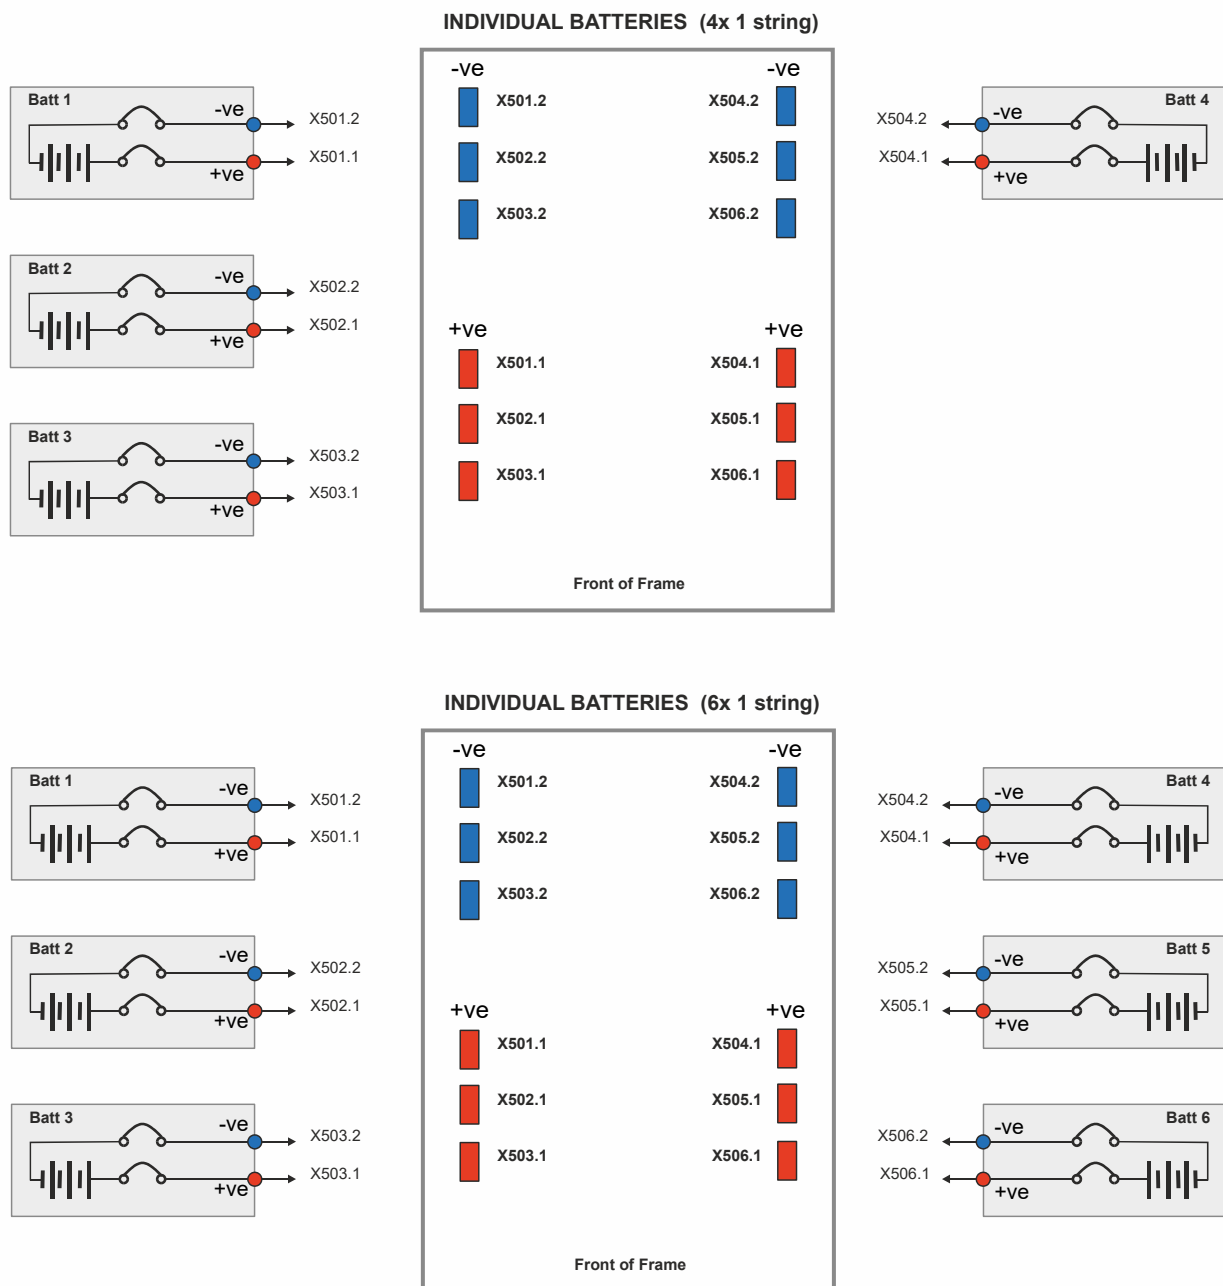 INDIVIDUAL BATTERIES (4x 1 string)
-ve -ve
Batt 1 -ve X501.2
X501.1
+ve
X501.2 X504.2
X502.2 X505.2
X503.2 X506.2
X504.2 -ve Batt 4
X504.1
+ve
Batt 2 -ve X502.2
X502.1
+ve
+ve +ve
X501.1 X504.1
X502.1 X505.1
X503.1 X506.1
Batt 3 -ve X503.2
X503.1
+ve
Front of Frame
INDIVIDUAL BATTERIES (6x 1 string)
-ve -ve
Batt 1 -ve X501.2
X501.1
+ve
X501.2 X504.2
X502.2 X505.2
X503.2 X506.2
X504.2 -ve Batt 4
X504.1
+ve
Batt 2 -ve X502.2
X502.1
+ve
X505.2 -ve Batt 5
X505.1
+ve
+ve +ve
X501.1 X504.1
X502.1 X505.1
X503.1 X506.1
Batt 3 -ve X503.2
X503.1
+ve
X506.2 -ve Batt 6
X506.1
+ve
Front of Frame